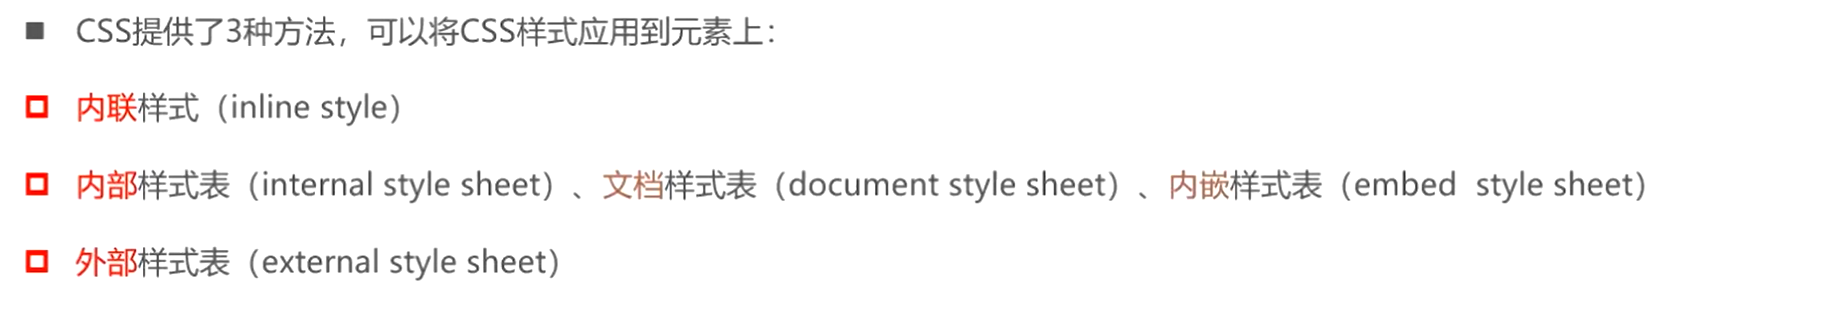 CSS提供了3种方法，可以将CSS样式应用到元素上：
内联样式（inline style）
内部样式表（internal style sheet）、文档样式表（document style sheet）、内嵌样式表（embed  style sheet）
外部样式表（external style sheet）